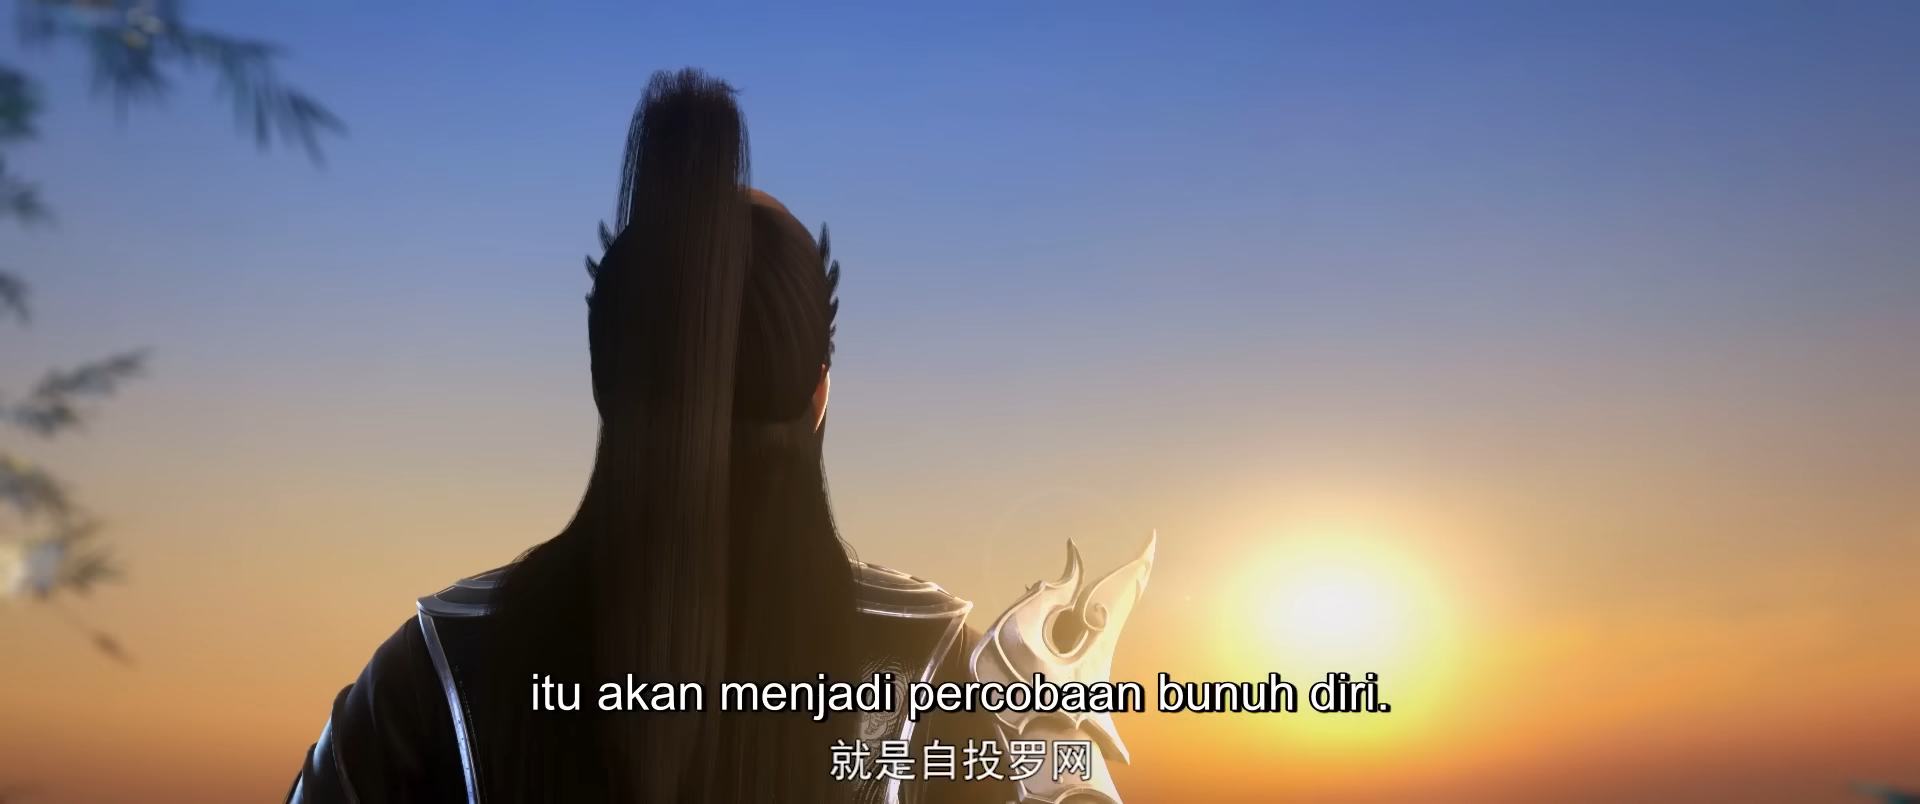 itu akan menjadi percobaan bunuh diri.
就是自投罗网